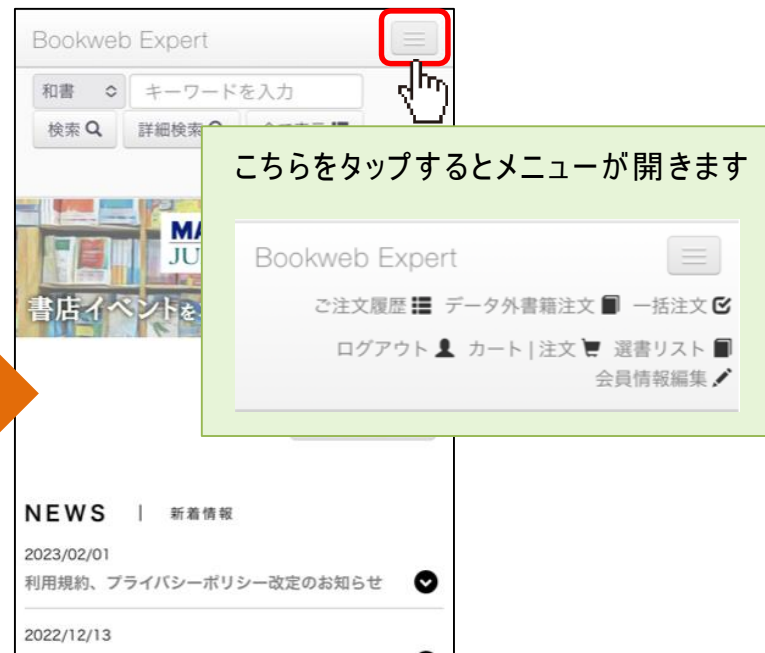 Bookweb Expert
和書 キーワードを入力
検索 詳細検索
こちらをタップするとメニューが開きます
Bookweb Expert
ご注文履歴 データ外書籍注文 一括注文
ログアウト カート | 注文 選書リスト
会員情報編集
MA
JU
書店イベントを
NEWS | 新着情報
2023/02/01
利用規約、プライバシーポリシー改定のお知らせ
2022/12/13